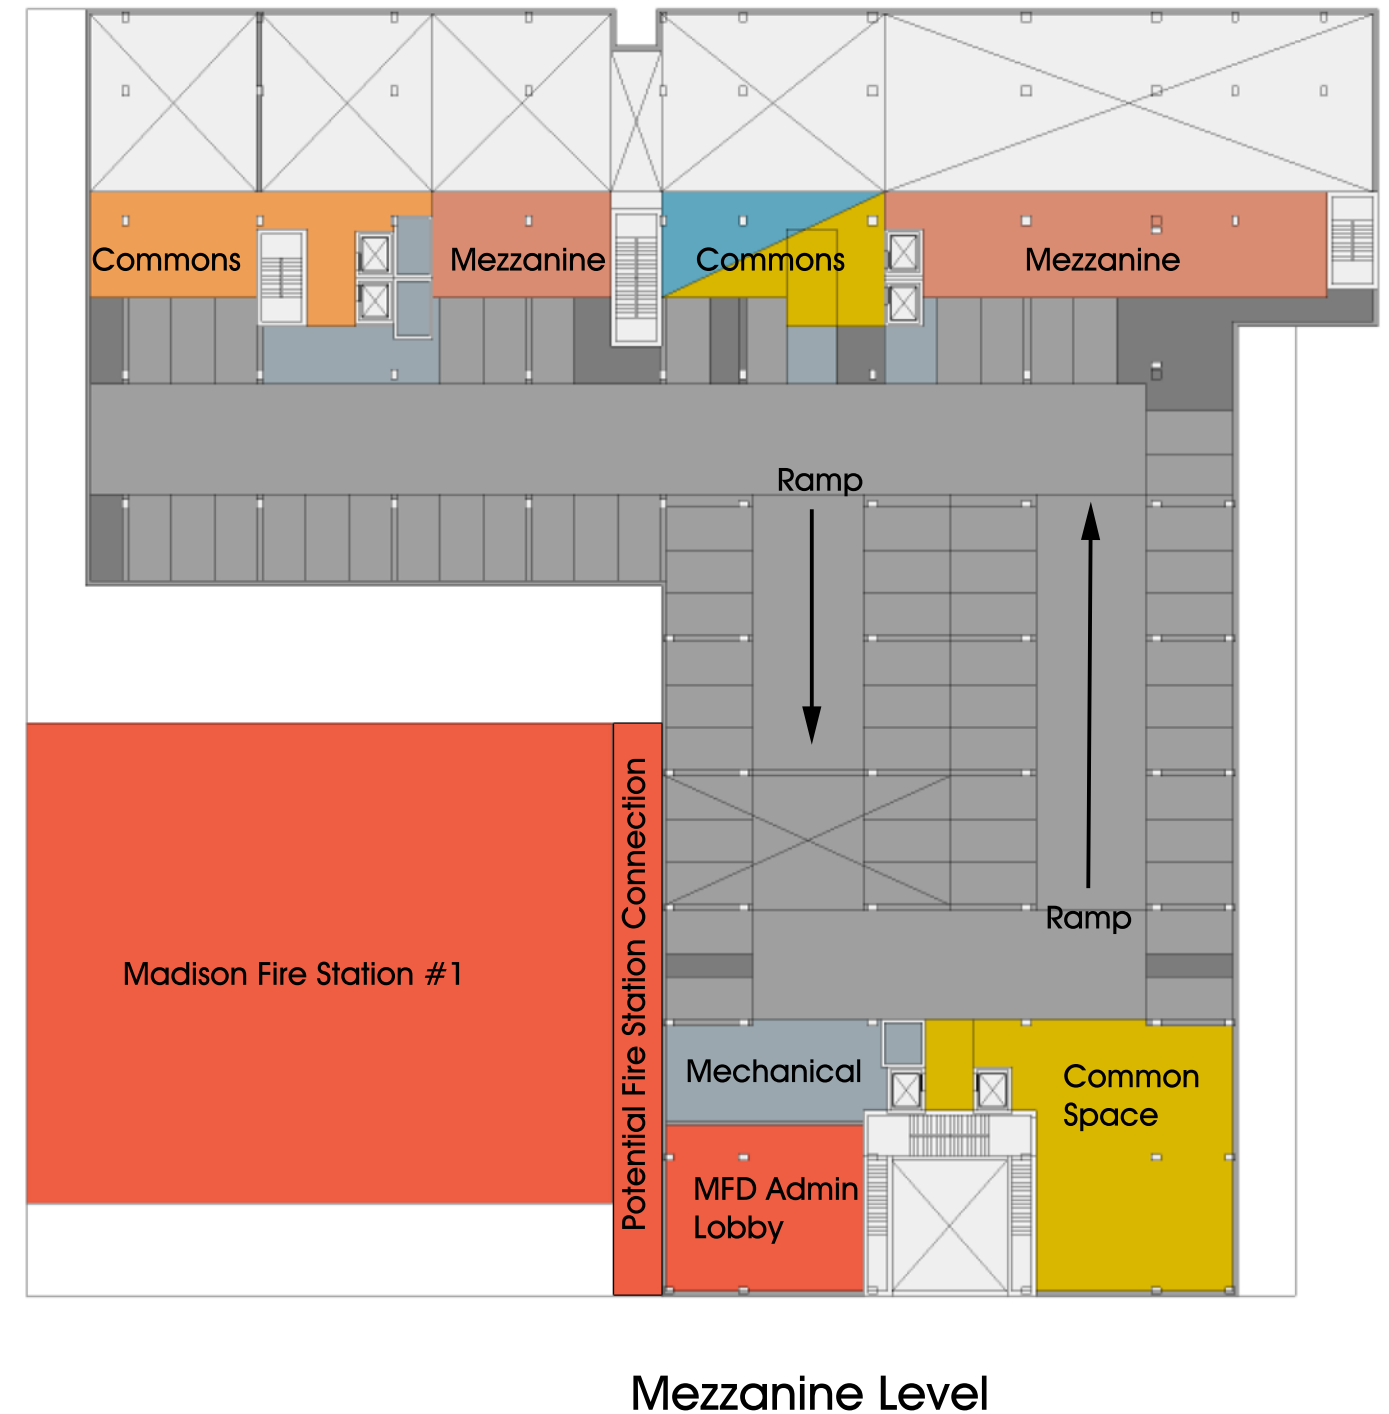 Commons
Mezzanine
Commons
Mezzanine
Ramp
Potential Fire Station Connection
Ramp
Madison Fire Station #1
Mechanical
Common
Space
MFD Admin
Lobby
Mezzanine Level